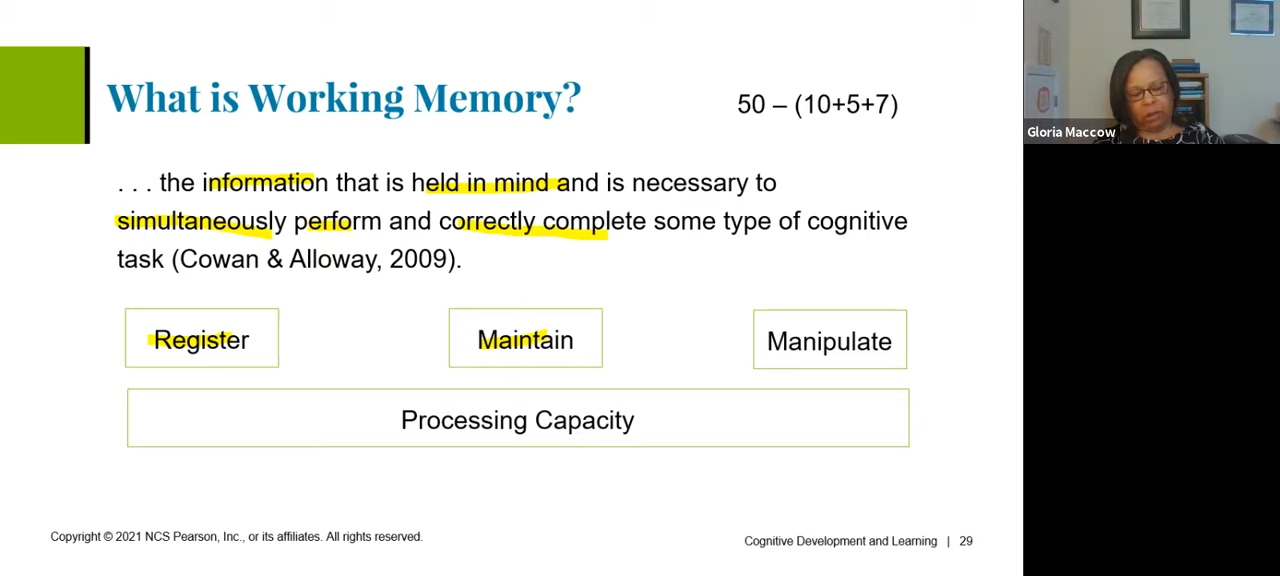 What is Working Memory?
50 – (10+5+7)
. . . the information that is held in mind and is necessary to
simultaneously perform and correctly complete some type of cognitive
task (Cowan & Alloway, 2009).
Register
Maintain
Manipulate
Processing Capacity
Copyright © 2021 NCS Pearson, Inc., or its affiliates. All rights reserved.
Cognitive Development and Learning | 29
Gloria Maccow